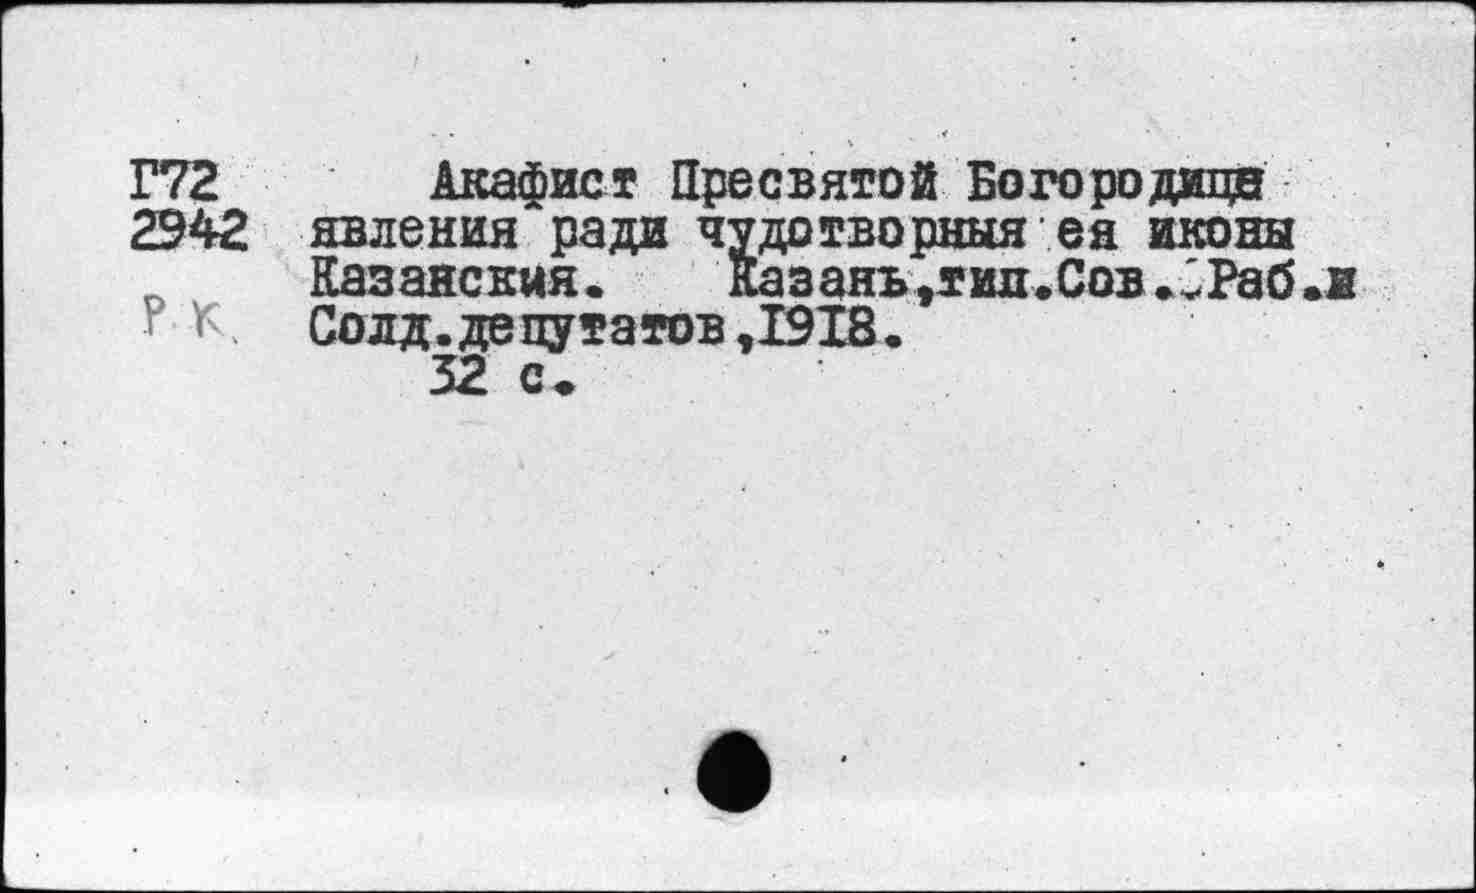 Г72 Акафист Пресвятой Богородице
2942 явления ради чудотворныя ея иконы
Казанския. Казань,тип.Сов. Раб.и
РК Солд.депутатов,1918.
32 с.